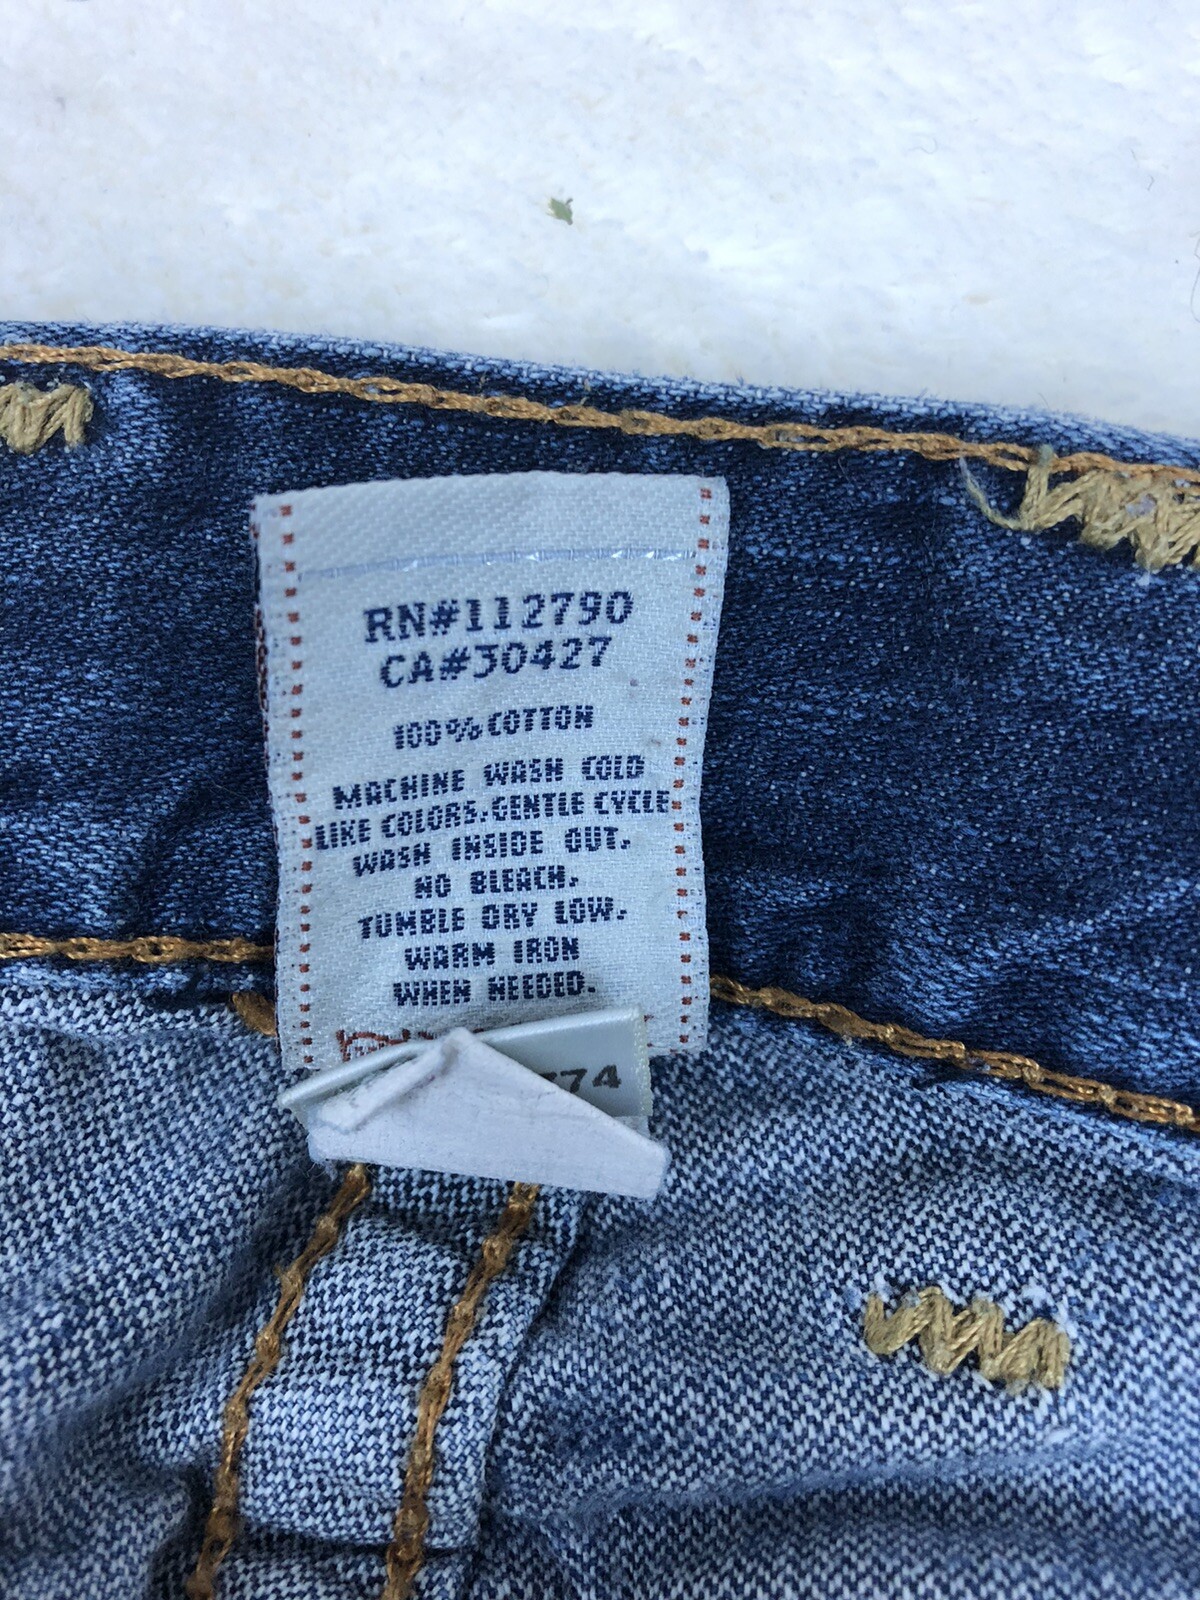 RN#112790
CA#30427
100% COTTON
MACHINE WASH COLD
LIKE COLORS. GENTLE CYCLE
WASH INSIDE OUT.
NO BLEACH.
TUMBLE DRY LOW.
WARM IRON
WHEN NEEDED.
774